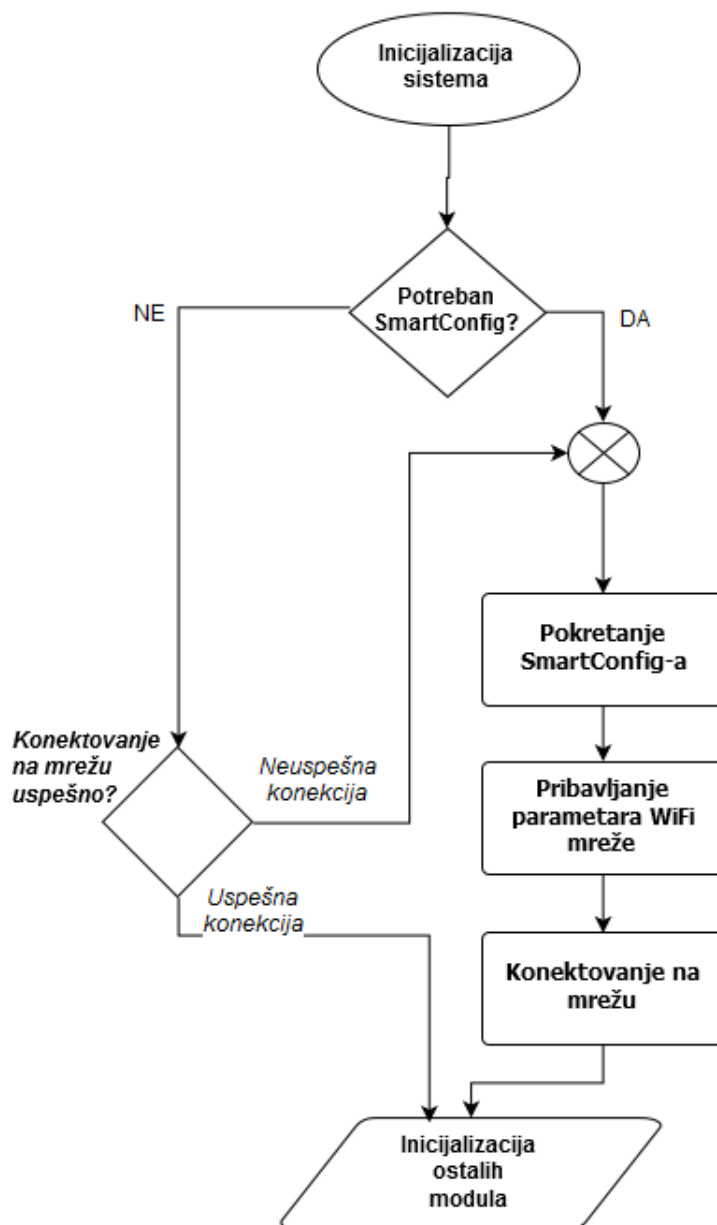 Inicijalizacija
sistema
Potreban
SmartConfig?
NE
DA
Pokretanje
SmartConfig-a
Konektovanje
na mrežu
uspešno?
Neuspešna
konekcija
Pribavljanje
parametara WiFi
mreže
Uspešna
konekcija
Konektovanje na
mrežu
Inicijalizacija
ostalih
modula